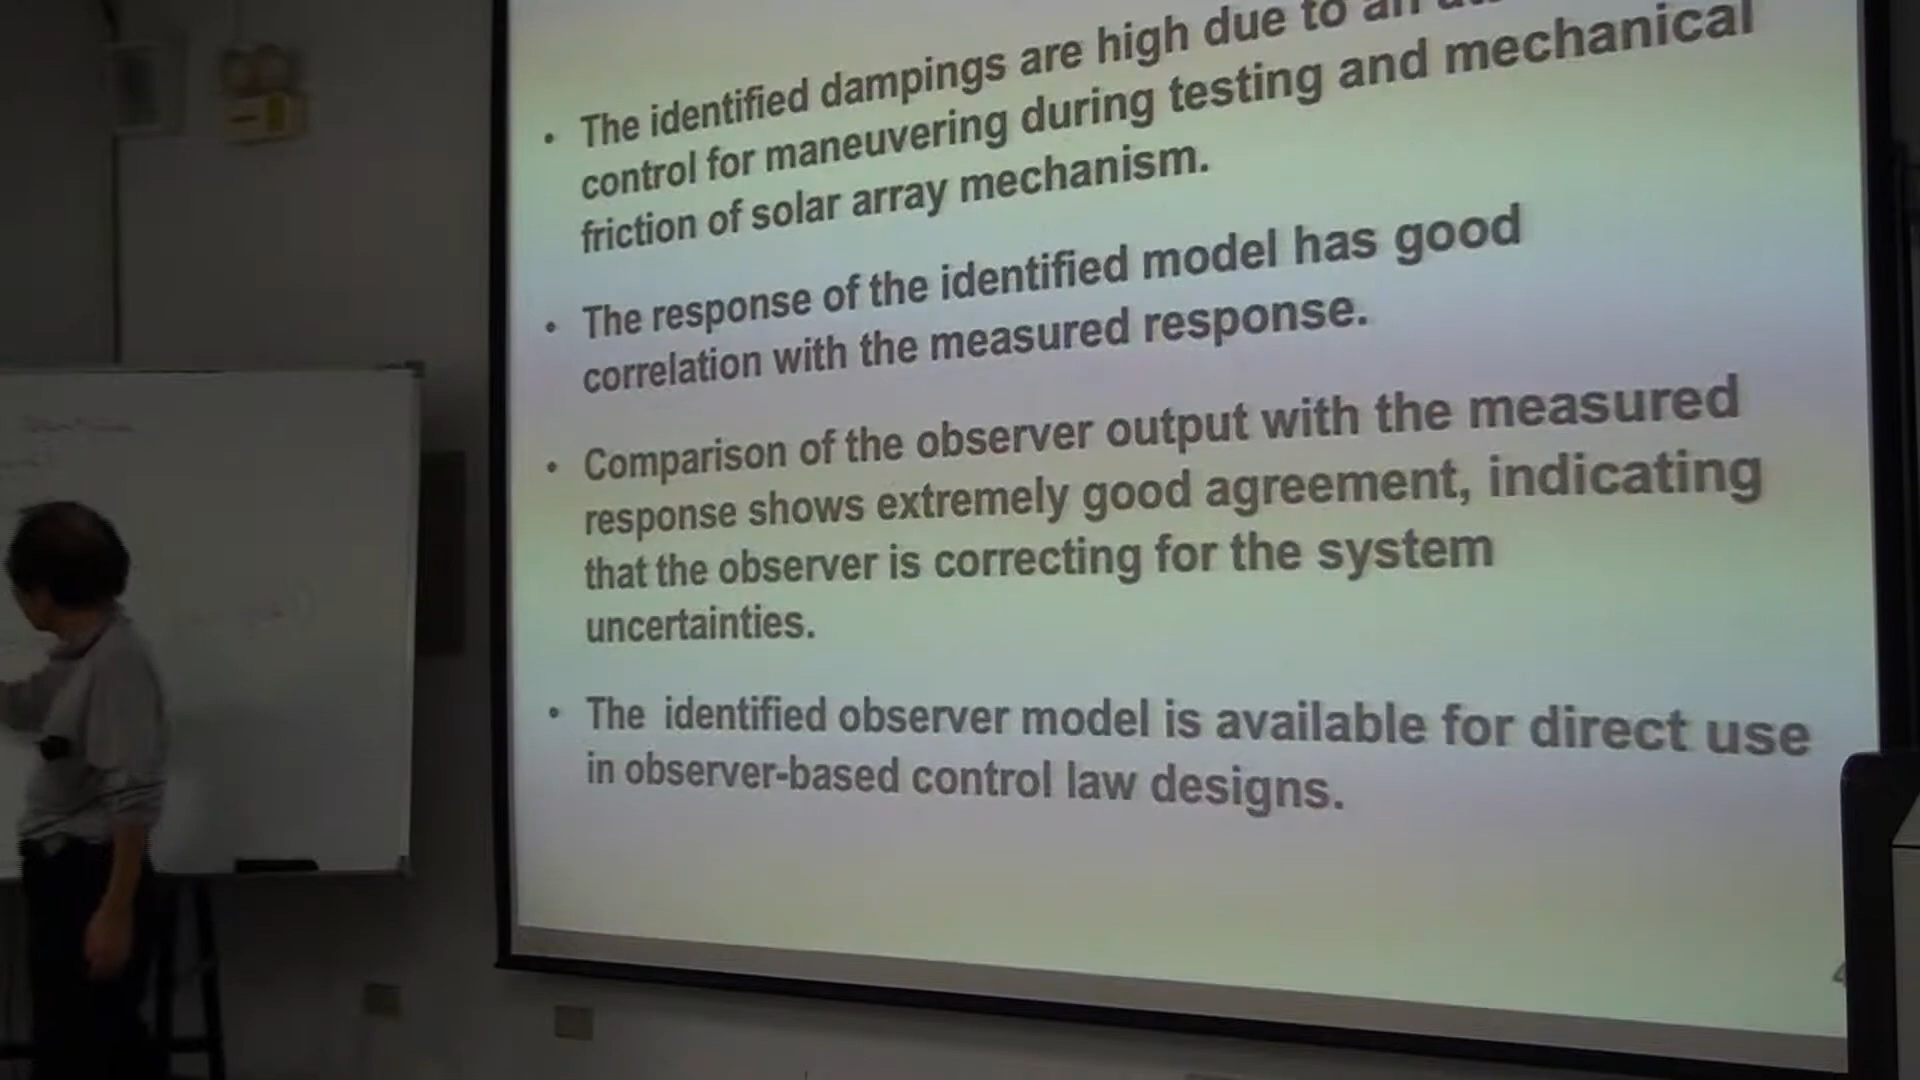 • The identified dampings are high due to an
control for maneuvering during testing and mechanical
friction of solar array mechanism.
• The response of the identified model has good
correlation with the measured response.
• Comparison of the observer output with the measured
response shows extremely good agreement, indicating
that the observer is correcting for the system
uncertainties.
• The identified observer model is available for direct use
in observer-based control law designs.